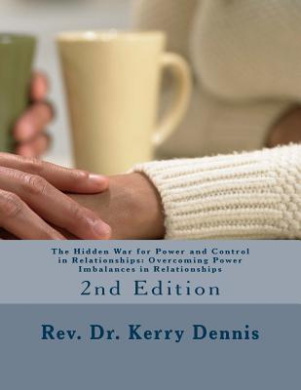 The Hidden War for Power and Control
in Relationships: Overcoming Power
Imbalances in Relationships
2nd Edition
Rev. Dr. Kerry Dennis